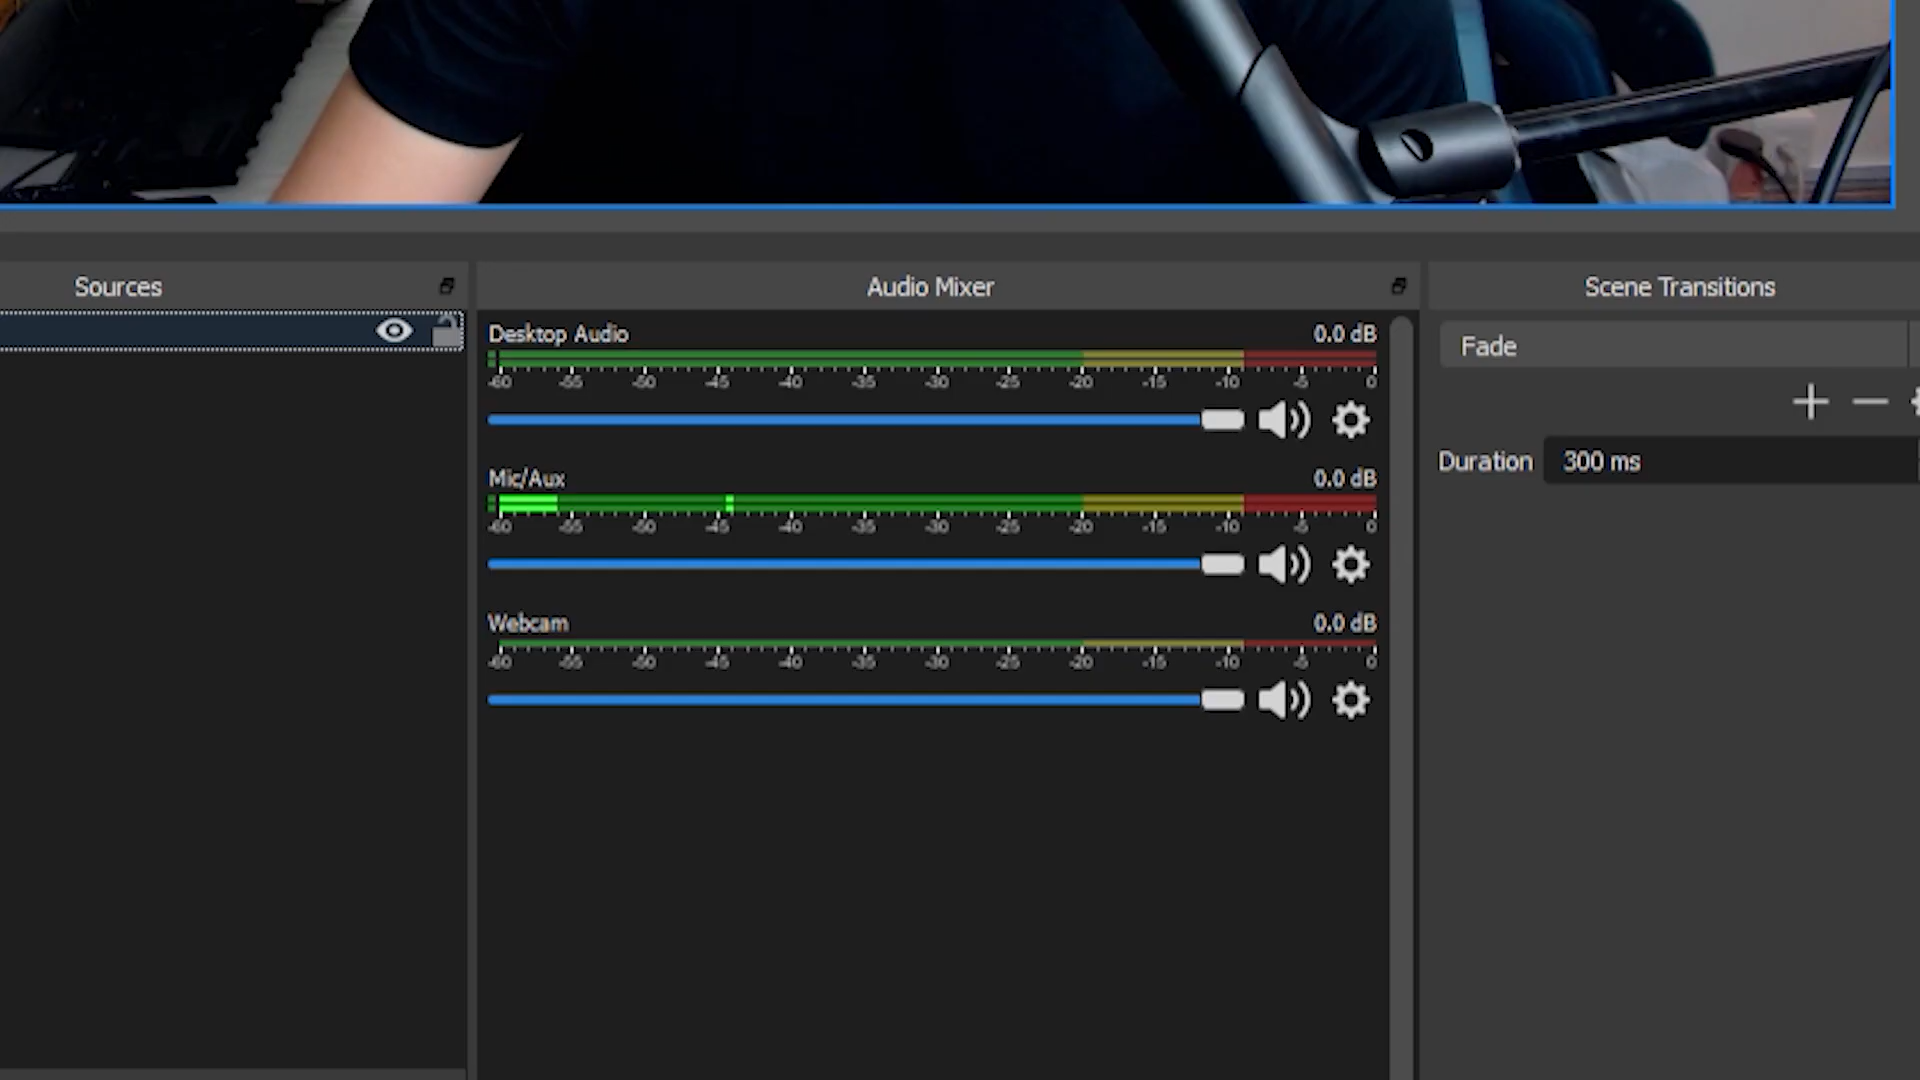 Sources
Audio Mixer
Scene Transitions
Desktop Audio 0.0 dB
-60 -55 -50 -45 -40 -35 -30 -25 -20 -15 -10 -5 0
Mic/Aux 0.0 dB
-60 -55 -50 -45 -40 -35 -30 -25 -20 -15 -10 -5 0
Webcam 0.0 dB
-60 -55 -50 -45 -40 -35 -30 -25 -20 -15 -10 -5 0
Fade
Duration 300 ms